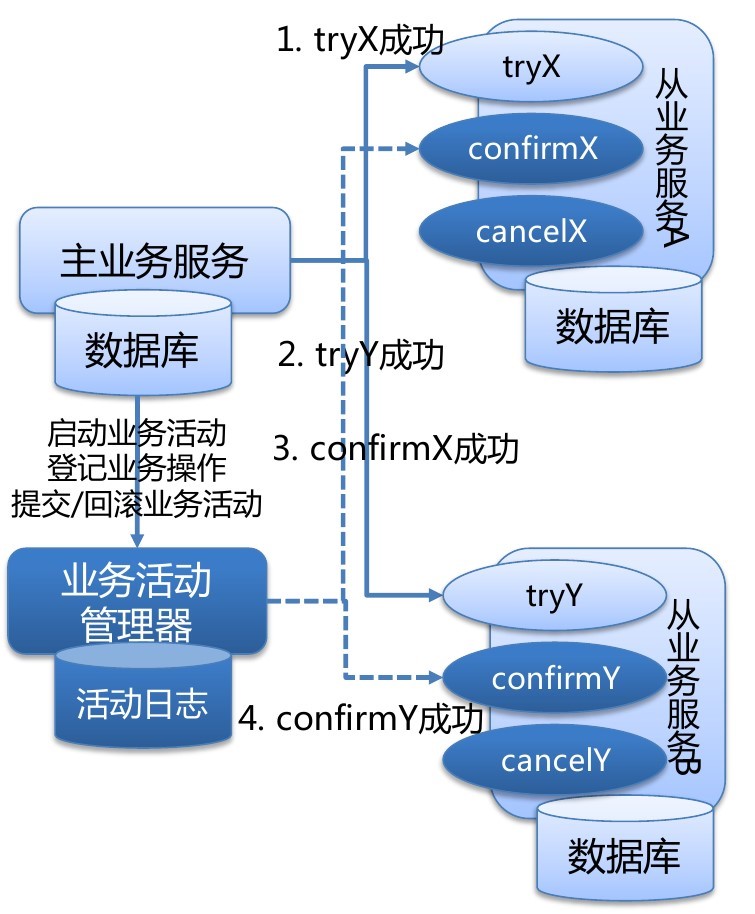 1. tryX成功
tryX
confirmX
cancelX
从业务服务A
数据库
主业务服务
数据库
2. tryY成功
启动业务活动
登记业务操作
提交/回滚业务活动
3. confirmX成功
业务活动
管理器
活动日志
4. confirmY成功
tryY
confirmY
cancelY
从业务服务B
数据库